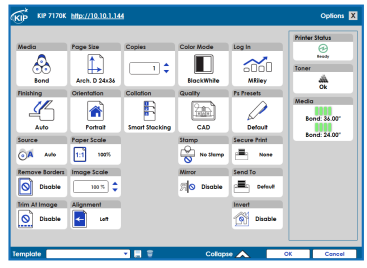 KIP KIP 7170K http://10.10.1.144 Options X
Media Page Size Copies Color Mode Log In
Bond Arch. D 24x36 1 BlackWhite MRiley
Finishing Orientation Collation Quality Ps Presets
Auto Portrait Smart Stacking CAD Default
Source Paper Scale Stamp Secure Print
A Auto 1:1 100% No Stamp None
Remove Borders Image Scale Mirror Send To
Disable 100 % Disable Default
Trim At Image Alignment Invert
Disable Left Disable
Printer Status
Ready
Toner
Ok
Media
Bond: 36.00"
Bond: 24.00"
Template Collapse OK Cancel